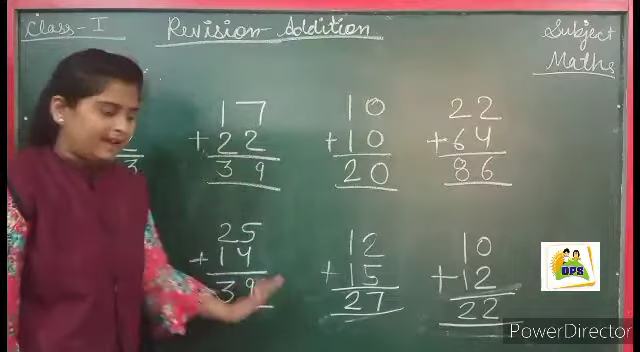 Class-I Revision Addition Subject
Maths
17 10 22
+22 +10 +64
39 20 86
25 12 10
+14 +15 +12
39 27 22
DPS
PowerDirector